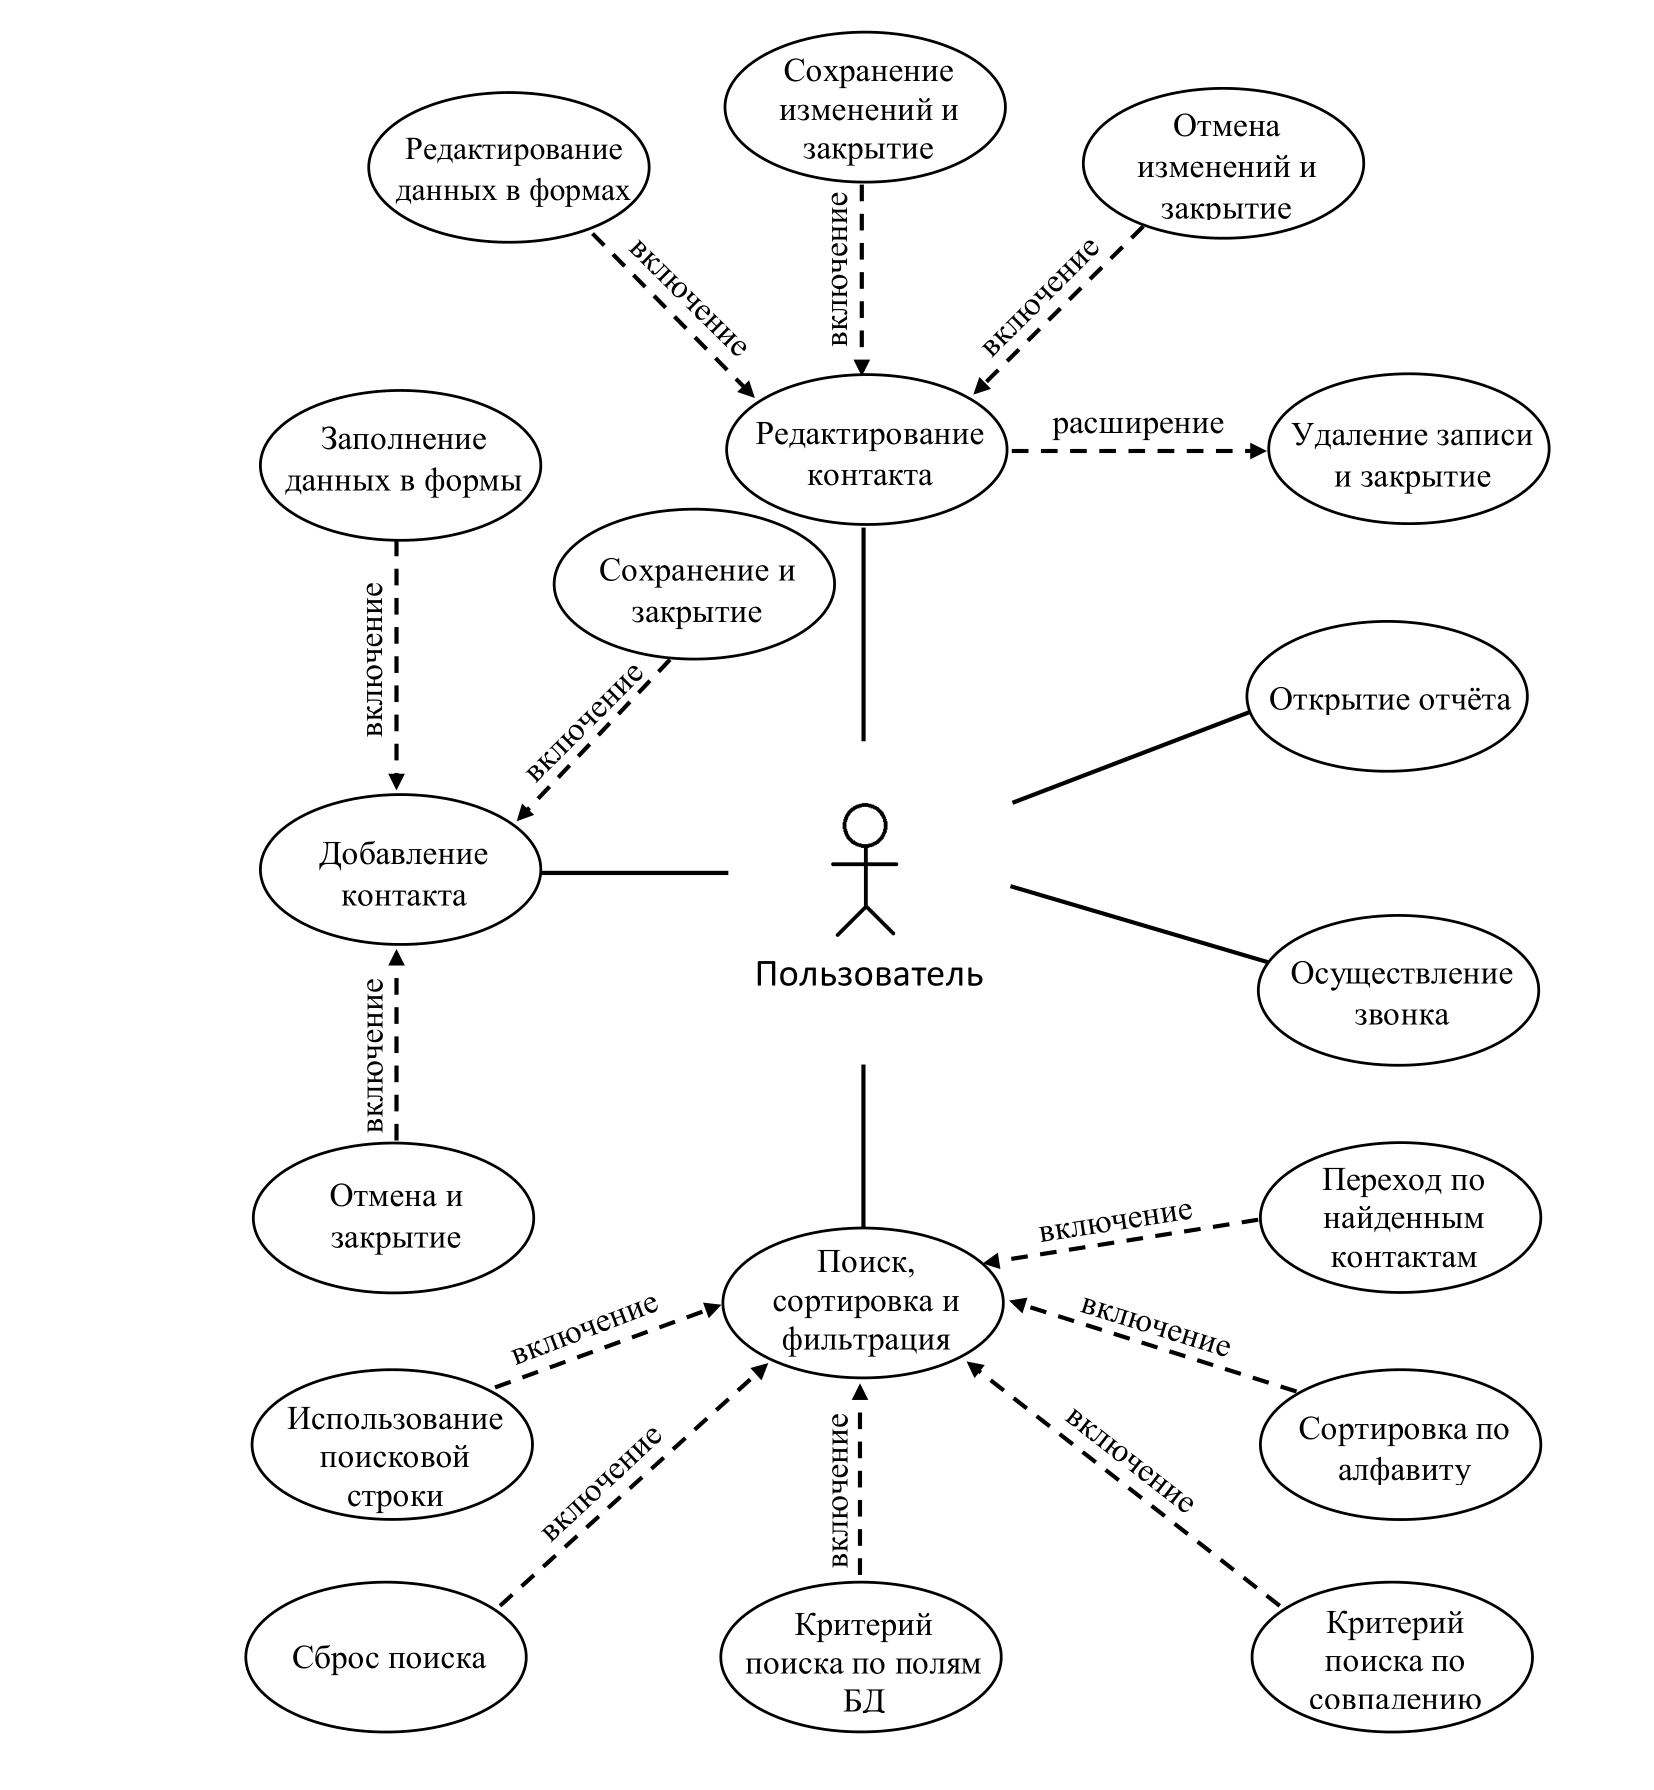 Сохранение
изменений и
закрытие
Редактирование
данных в формах
Отмена
изменений и
закрытие
включение
включение
включение
Редактирование
контакта
расширение
Удаление записи
и закрытие
Заполнение
данных в формы
Сохранение и
закрытие
включение
включение
Открытие отчёта
Добавление
контакта
Пользователь
Осуществление
звонка
включение
Отмена и
закрытие
Переход по
найденным
контактам
включение
Поиск,
сортировка и
фильтрация
включение
включение
Использование
поисковой
строки
Сортировка по
алфавиту
включение
включение
включение
Сброс поиска
Критерий
поиска по полям
БД
Критерий
поиска по
совпадению